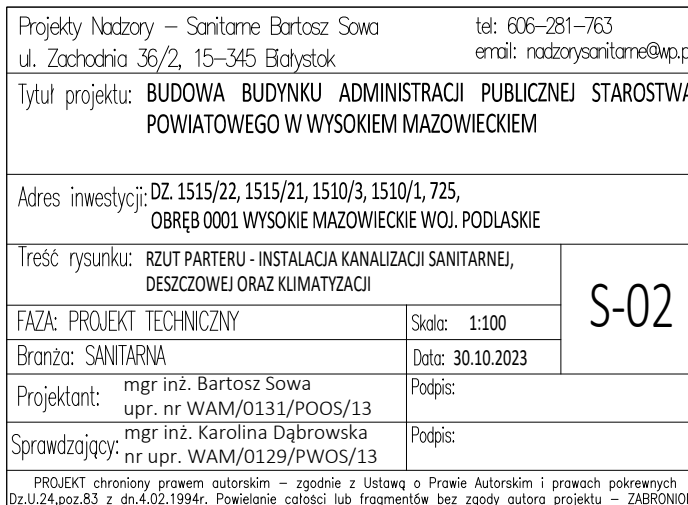 Projekty Nadzory – Sanitarne Bartosz Sowa
tel: 606–281–763
ul. Zachodnia 36/2, 15–345 Białystok
email: nadzorysanitarne@wp.p
Tytuł projektu: BUDOWA BUDYNKU ADMINISTRACJI PUBLICZNEJ STAROSTWA
POWIATOWEGO W WYSOKIEM MAZOWIECKIEM
Adres inwestycji: DZ. 1515/22, 1515/21, 1510/3, 1510/1, 725,
OBRĘB 0001 WYSOKIE MAZOWIECKIE WOJ. PODLASKIE
Treść rysunku: RZUT PARTERU - INSTALACJA KANALIZACJI SANITARNEJ,
DESZCZOWEJ ORAZ KLIMATYZACJI
S-02
FAZA: PROJEKT TECHNICZNY
Skala: 1:100
Branża: SANITARNA
Data: 30.10.2023
Projektant: mgr inż. Bartosz Sowa
upr. nr WAM/0131/POOS/13
Podpis:
Sprawdzający: mgr inż. Karolina Dąbrowska
nr upr. WAM/0129/PWOS/13
Podpis:
PROJEKT chroniony prawem autorskim – zgodnie z Ustawą o Prawie Autorskim i prawach pokrewnych
Dz.U.24,poz.83 z dn.4.02.1994r. Powielanie całości lub fragmentów bez zgody autora projektu – ZABRONION